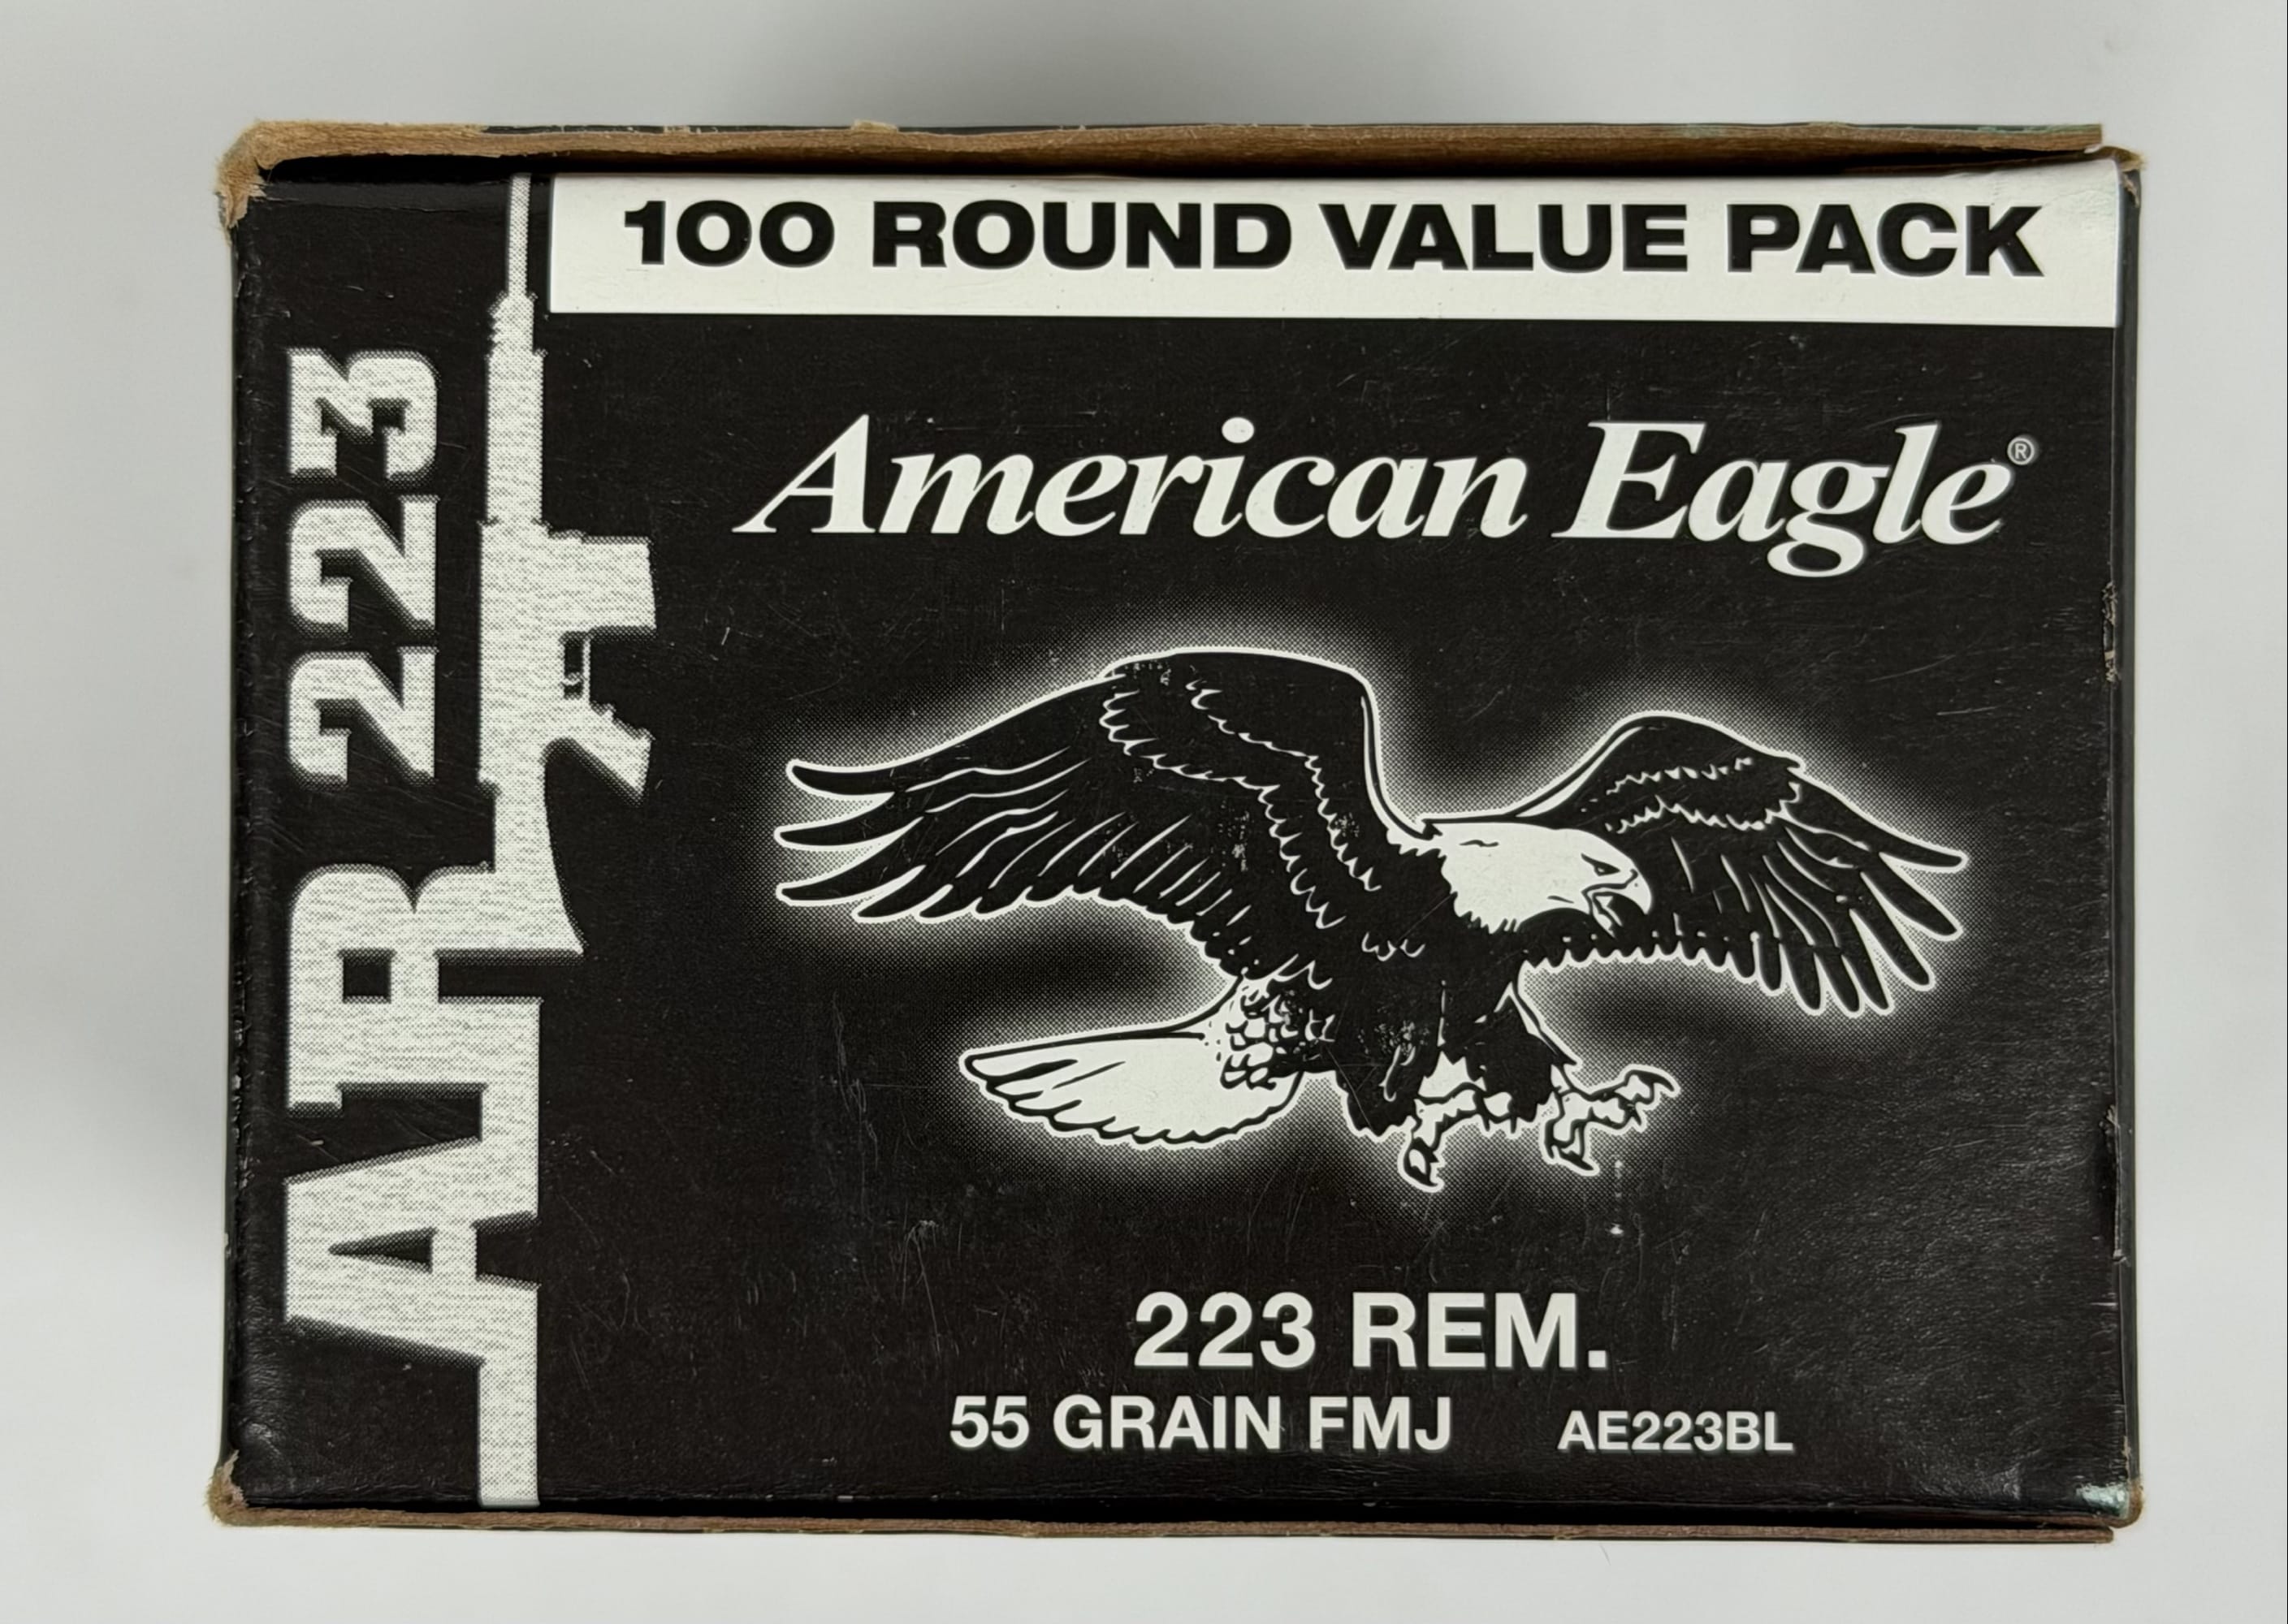 100 ROUND VALUE PACK
AR 223
American Eagle®
223 REM.
55 GRAIN FMJ AE223BL